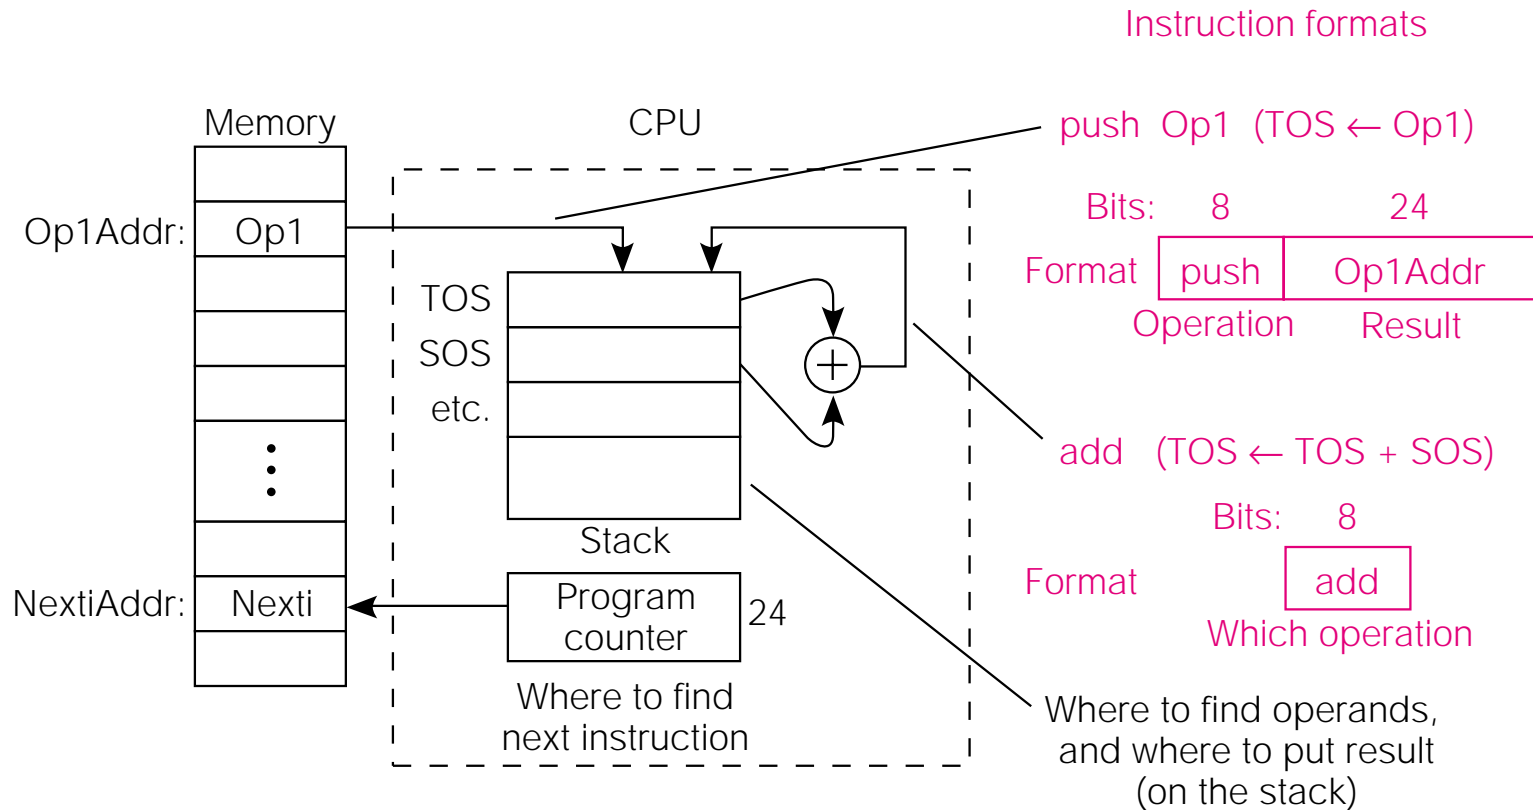 Instruction formats
Memory
CPU
push Op1 (TOS ← Op1)
Bits: 8 24
Op1Addr: Op1
Format push Op1Addr
Operation Result
TOS
SOS
etc.
+
add (TOS ← TOS + SOS)
Bits: 8
Stack
Format add
Which operation
NextiAddr: Nexti
Program
counter
24
Where to find
next instruction
Where to find operands,
and where to put result
(on the stack)